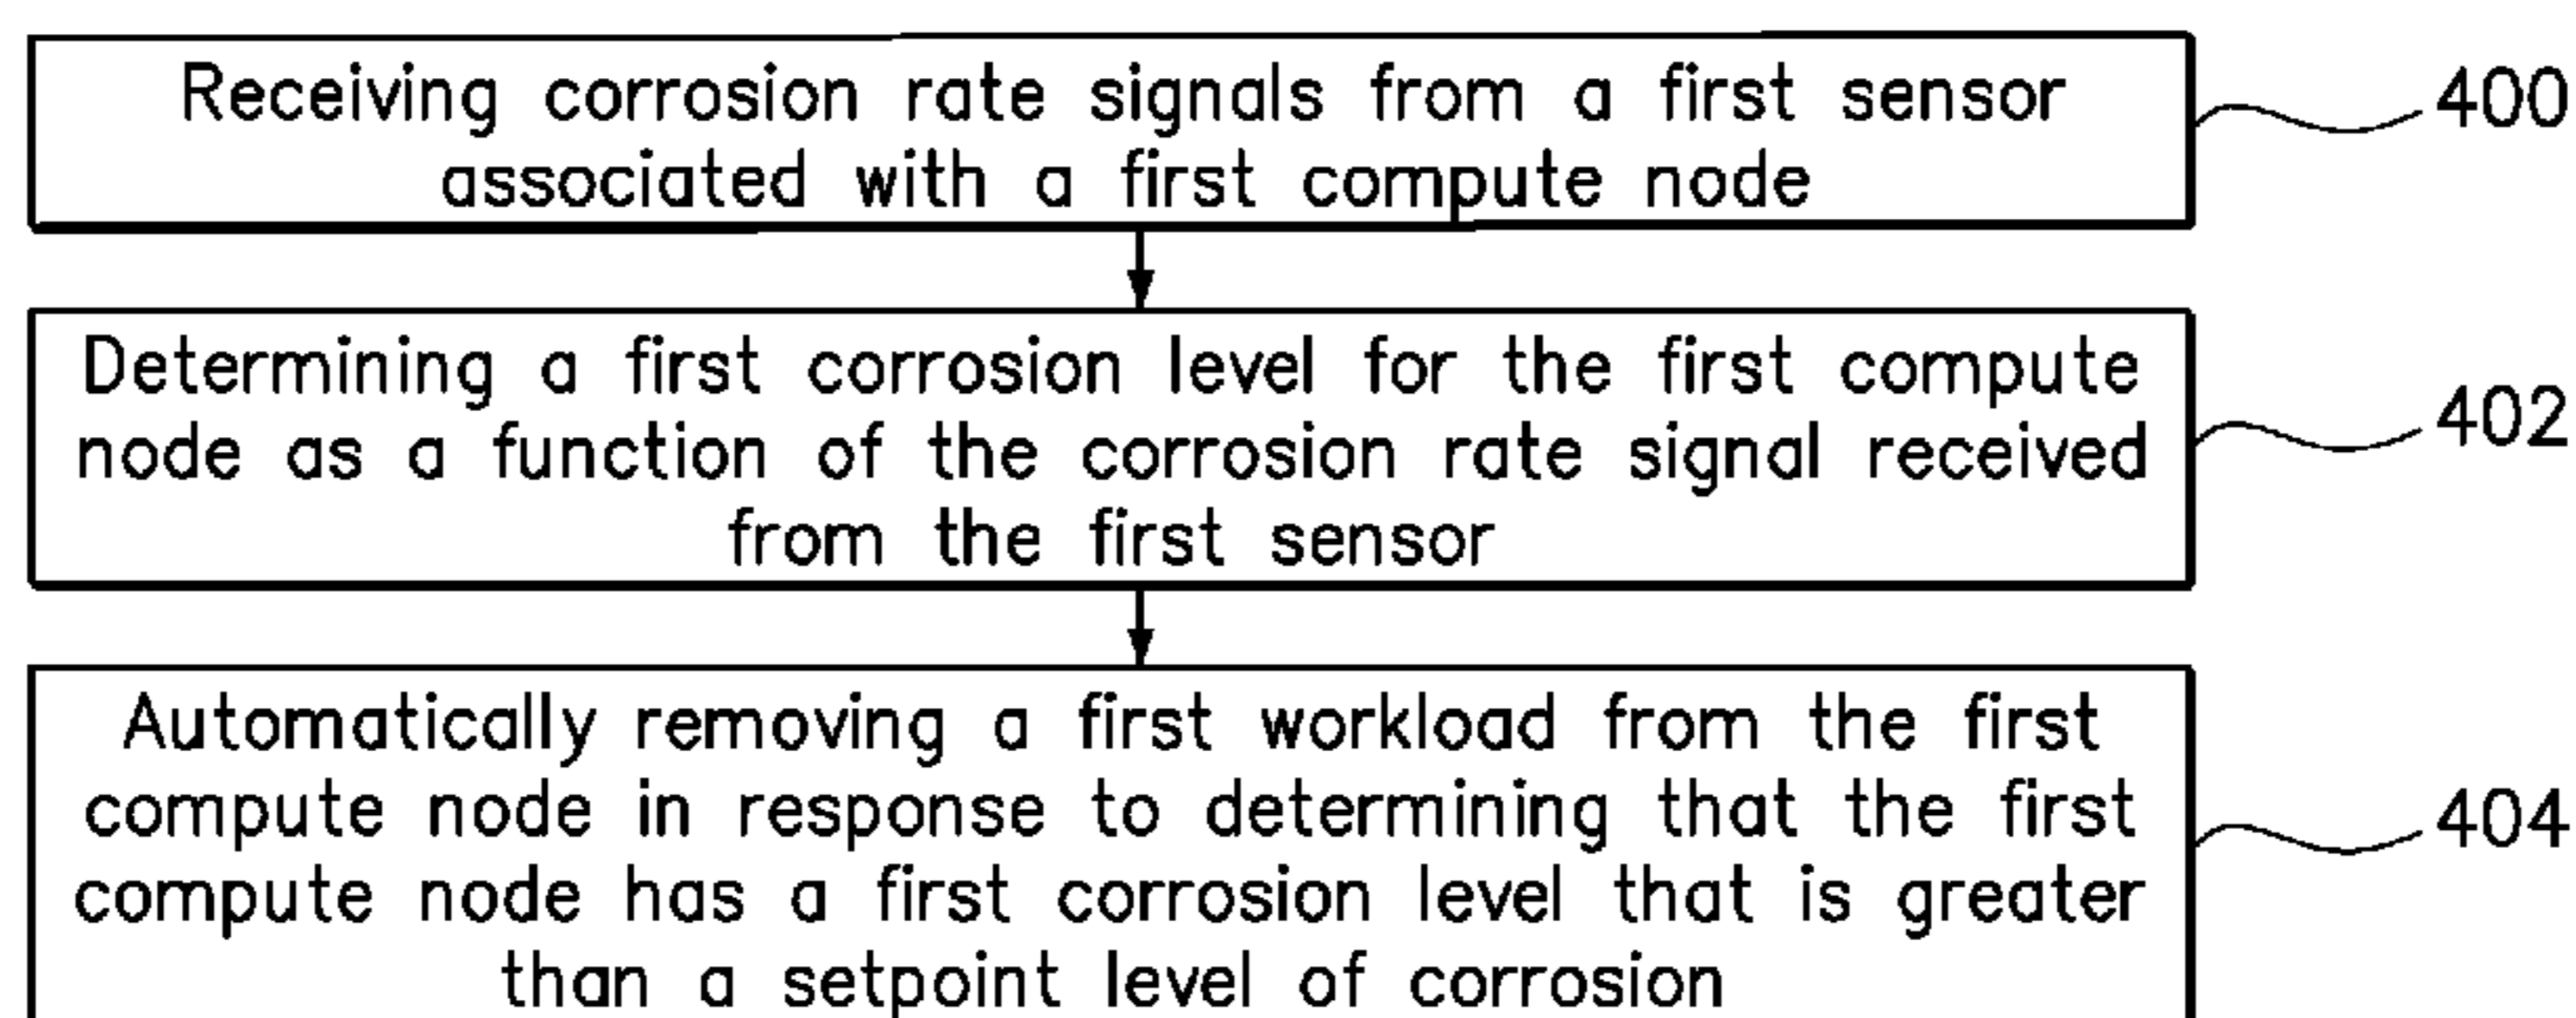 Receiving corrosion rate signals from a first sensor
associated with a first compute node
400
Determining a first corrosion level for the first compute
node as a function of the corrosion rate signal received
from the first sensor
402
Automatically removing a first workload from the first
compute node in response to determining that the first
compute node has a first corrosion level that is greater
than a setpoint level of corrosion
404